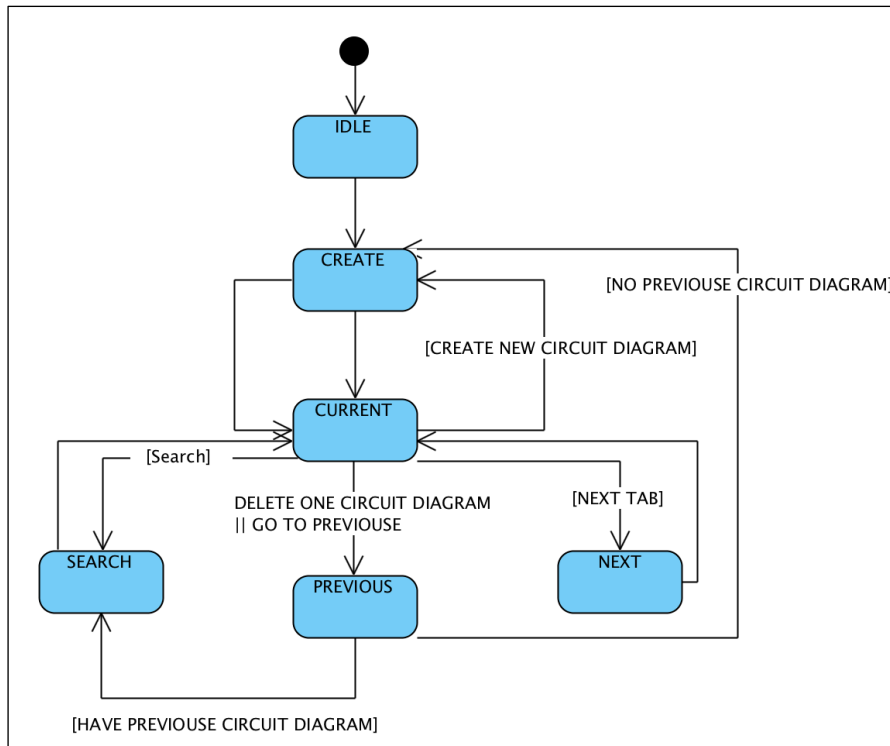 IDLE
CREATE
[NO PREVIOUSE CIRCUIT DIAGRAM]
[CREATE NEW CIRCUIT DIAGRAM]
CURRENT
[Search]
DELETE ONE CIRCUIT DIAGRAM
|| GO TO PREVIOUSE
[NEXT TAB]
SEARCH
PREVIOUS
NEXT
[HAVE PREVIOUSE CIRCUIT DIAGRAM]